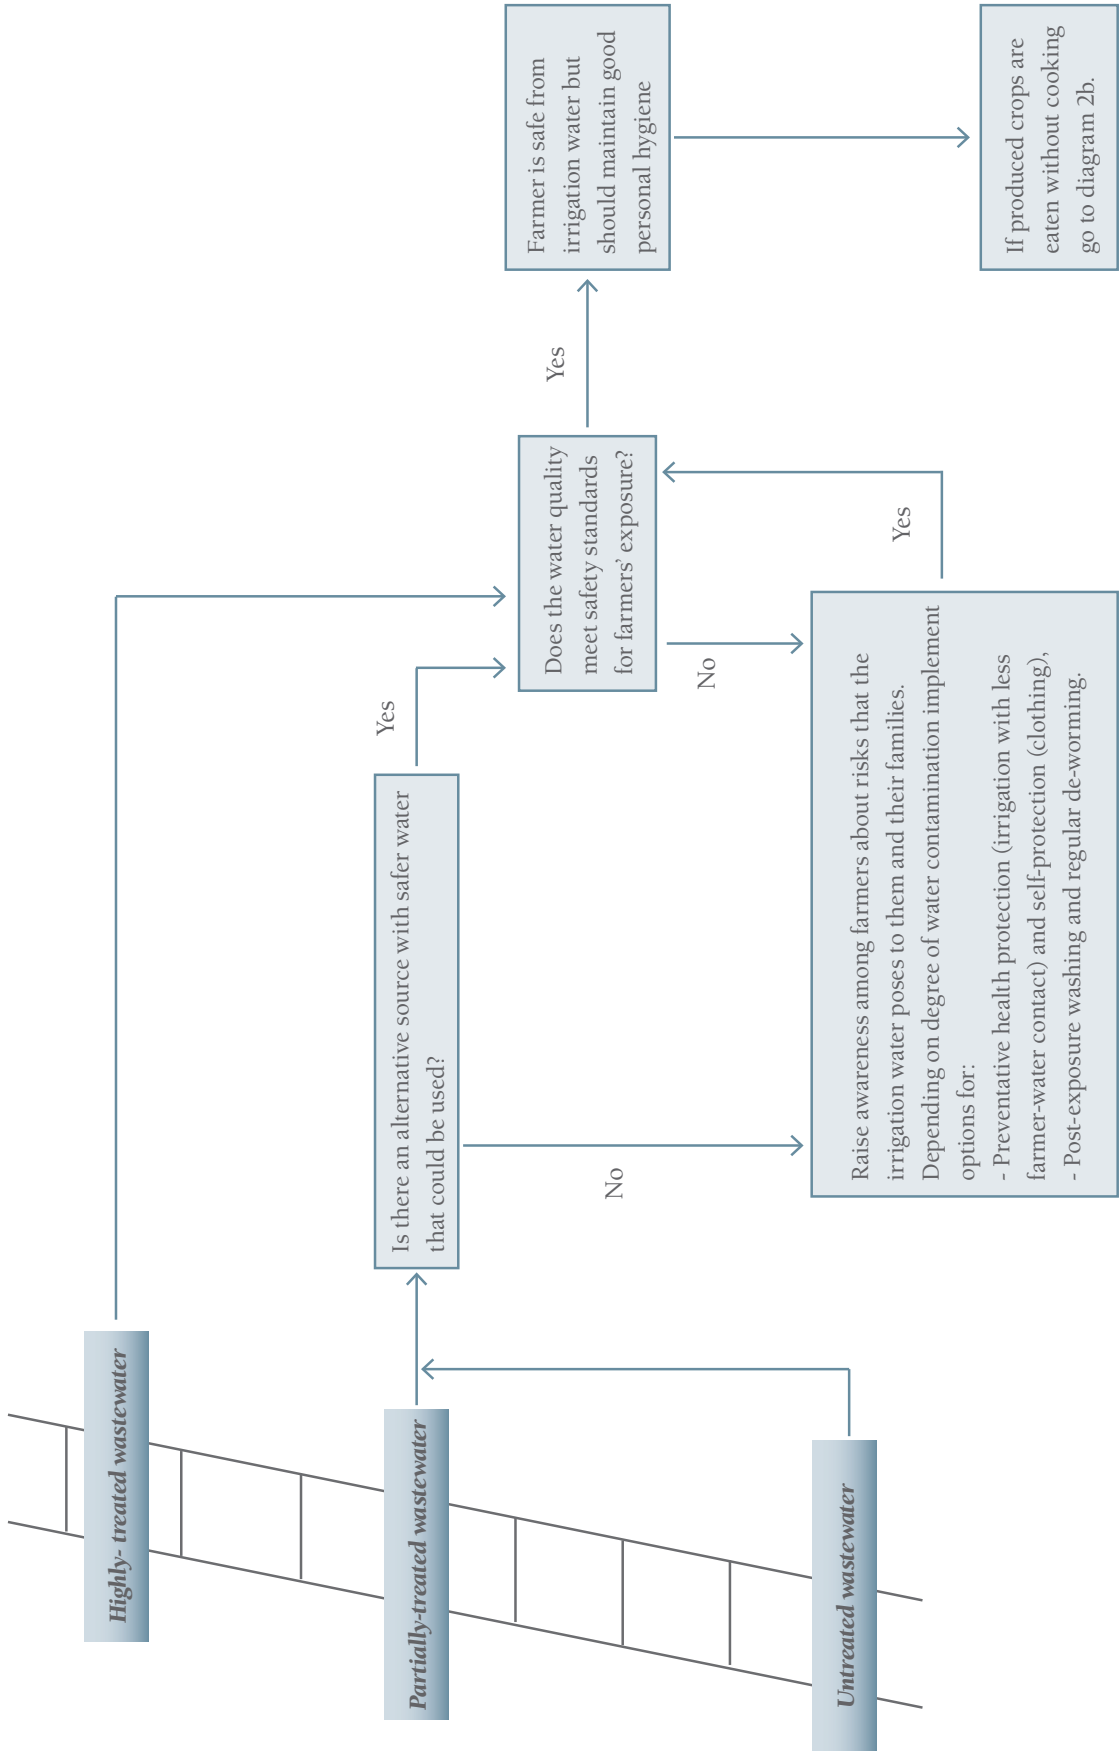 Highly- treated wastewater
Partially-treated wastewater
Untreated wastewater
Is there an alternative source with safer water
that could be used?
Yes
No
Does the water quality
meet safety standards
for farmers’ exposure?
Yes
No
Raise awareness among farmers about risks that the
irrigation water poses to them and their families.
Depending on degree of water contamination implement
options for:
- Preventative health protection (irrigation with less
farmer-water contact) and self-protection (clothing),
- Post-exposure washing and regular de-worming.
Yes
Farmer is safe from
irrigation water but
should maintain good
personal hygiene
If produced crops are
eaten without cooking
go to diagram 2b.